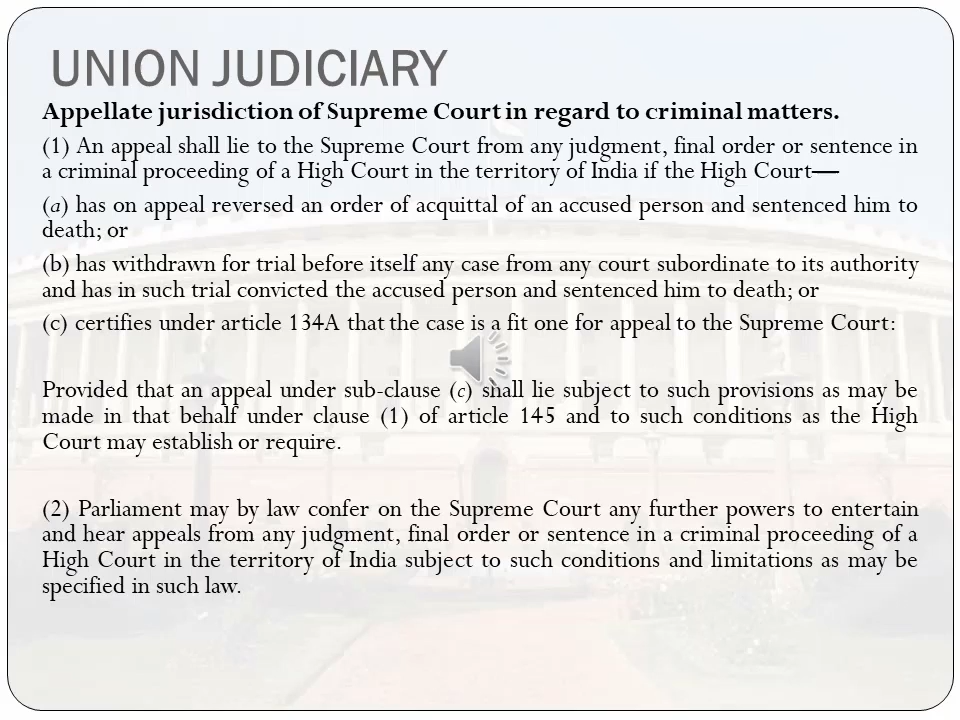 UNION JUDICIARY
Appellate jurisdiction of Supreme Court in regard to criminal matters.
(1) An appeal shall lie to the Supreme Court from any judgment, final order or sentence in
a criminal proceeding of a High Court in the territory of India if the High Court—
(a) has on appeal reversed an order of acquittal of an accused person and sentenced him to
death; or
(b) has withdrawn for trial before itself any case from any court subordinate to its authority
and has in such trial convicted the accused person and sentenced him to death; or
(c) certifies under article 134A that the case is a fit one for appeal to the Supreme Court:
Provided that an appeal under sub-clause (c) shall lie subject to such provisions as may be
made in that behalf under clause (1) of article 145 and to such conditions as the High
Court may establish or require.
(2) Parliament may by law confer on the Supreme Court any further powers to entertain
and hear appeals from any judgment, final order or sentence in a criminal proceeding of a
High Court in the territory of India subject to such conditions and limitations as may be
specified in such law.